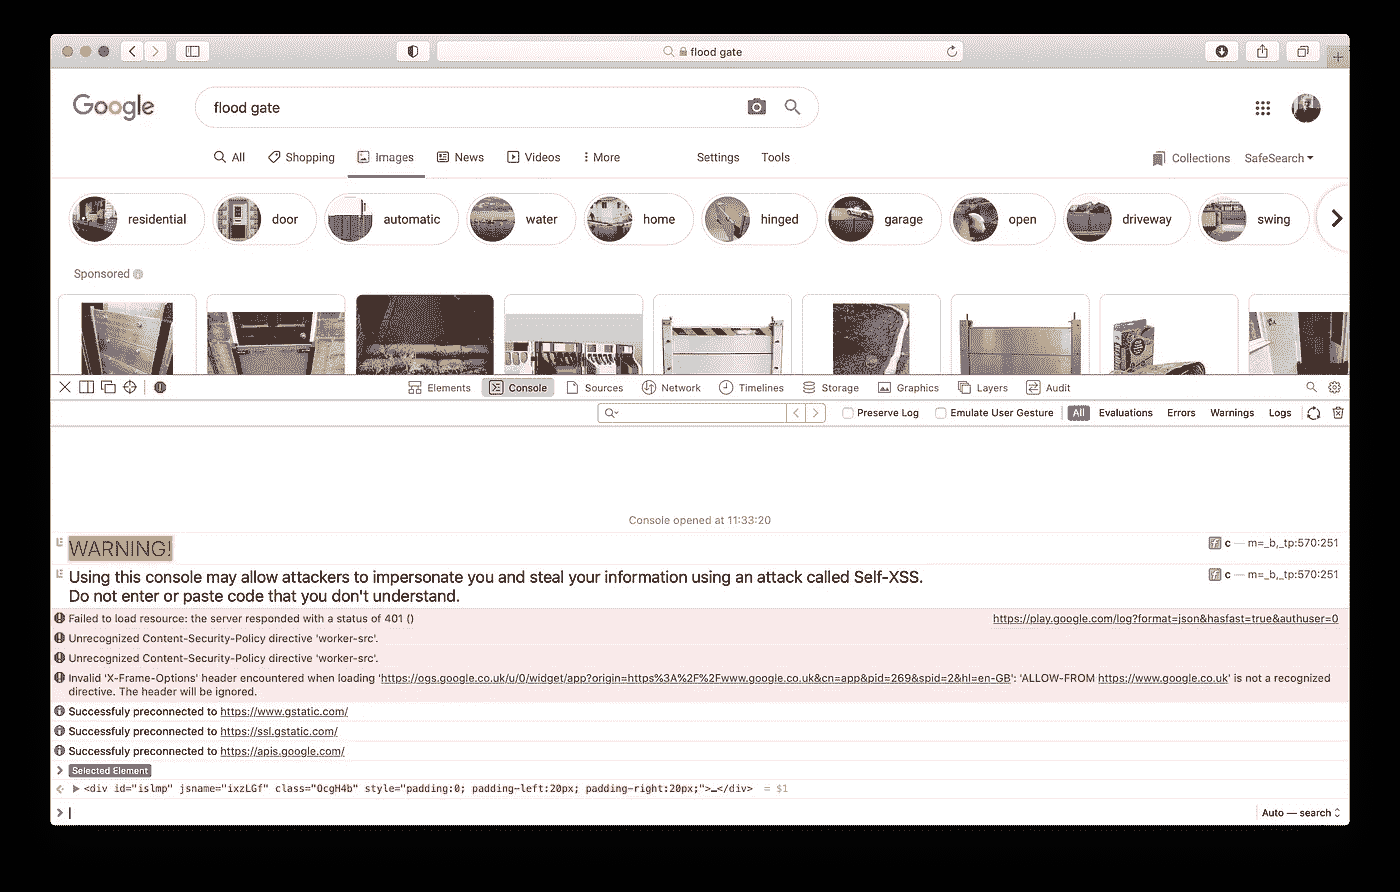 flood gate
Google
flood gate
All Shopping Images News Videos More Settings Tools Collections SafeSearch
residential door automatic water home hinged garage open driveway swing
Sponsored
Elements Console Sources Network Timelines Storage Graphics Layers Audit
Preserve Log Emulate User Gesture All Evaluations Errors Warnings Logs
Console opened at 11:33:20
WARNING! c — m=_b,_tp:570:251
Using this console may allow attackers to impersonate you and steal your information using an attack called Self-XSS. c — m=_b,_tp:570:251
Do not enter or paste code that you don't understand.
Failed to load resource: the server responded with a status of 401 () https://play.google.com/log?format=json&hasfast=true&authuser=0
Unrecognized Content-Security-Policy directive 'worker-src'.
Unrecognized Content-Security-Policy directive 'worker-src'.
Invalid 'X-Frame-Options' header encountered when loading 'https://ogs.google.co.uk/u/0/widget/app?origin=https%3A%2F%2Fwww.google.co.uk&cn=app&pid=269&spid=2&hl=en-GB': 'ALLOW-FROM https://www.google.co.uk' is not a recognized
directive. The header will be ignored.
Successfuly preconnected to https://www.gstatic.com/
Successfuly preconnected to https://ssl.gstatic.com/
Successfuly preconnected to https://apis.google.com/
Selected Element
<div id="islmp" jsname="ixzLGf" class="OcgH4b" style="padding:0; padding-left:20px; padding-right:20px;">…</div> = $1
Auto — search